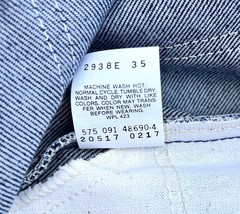 2938E 35
MACHINE WASH HOT,
NORMAL CYCLE, TUMBLE DRY.
WASH AND DRY WITH LIKE
COLORS, COLOR MAY TRANS-
FER WHEN NEW. WASH
BEFORE WEARING.
WPL 423
575 091 48690-4
20517 0217